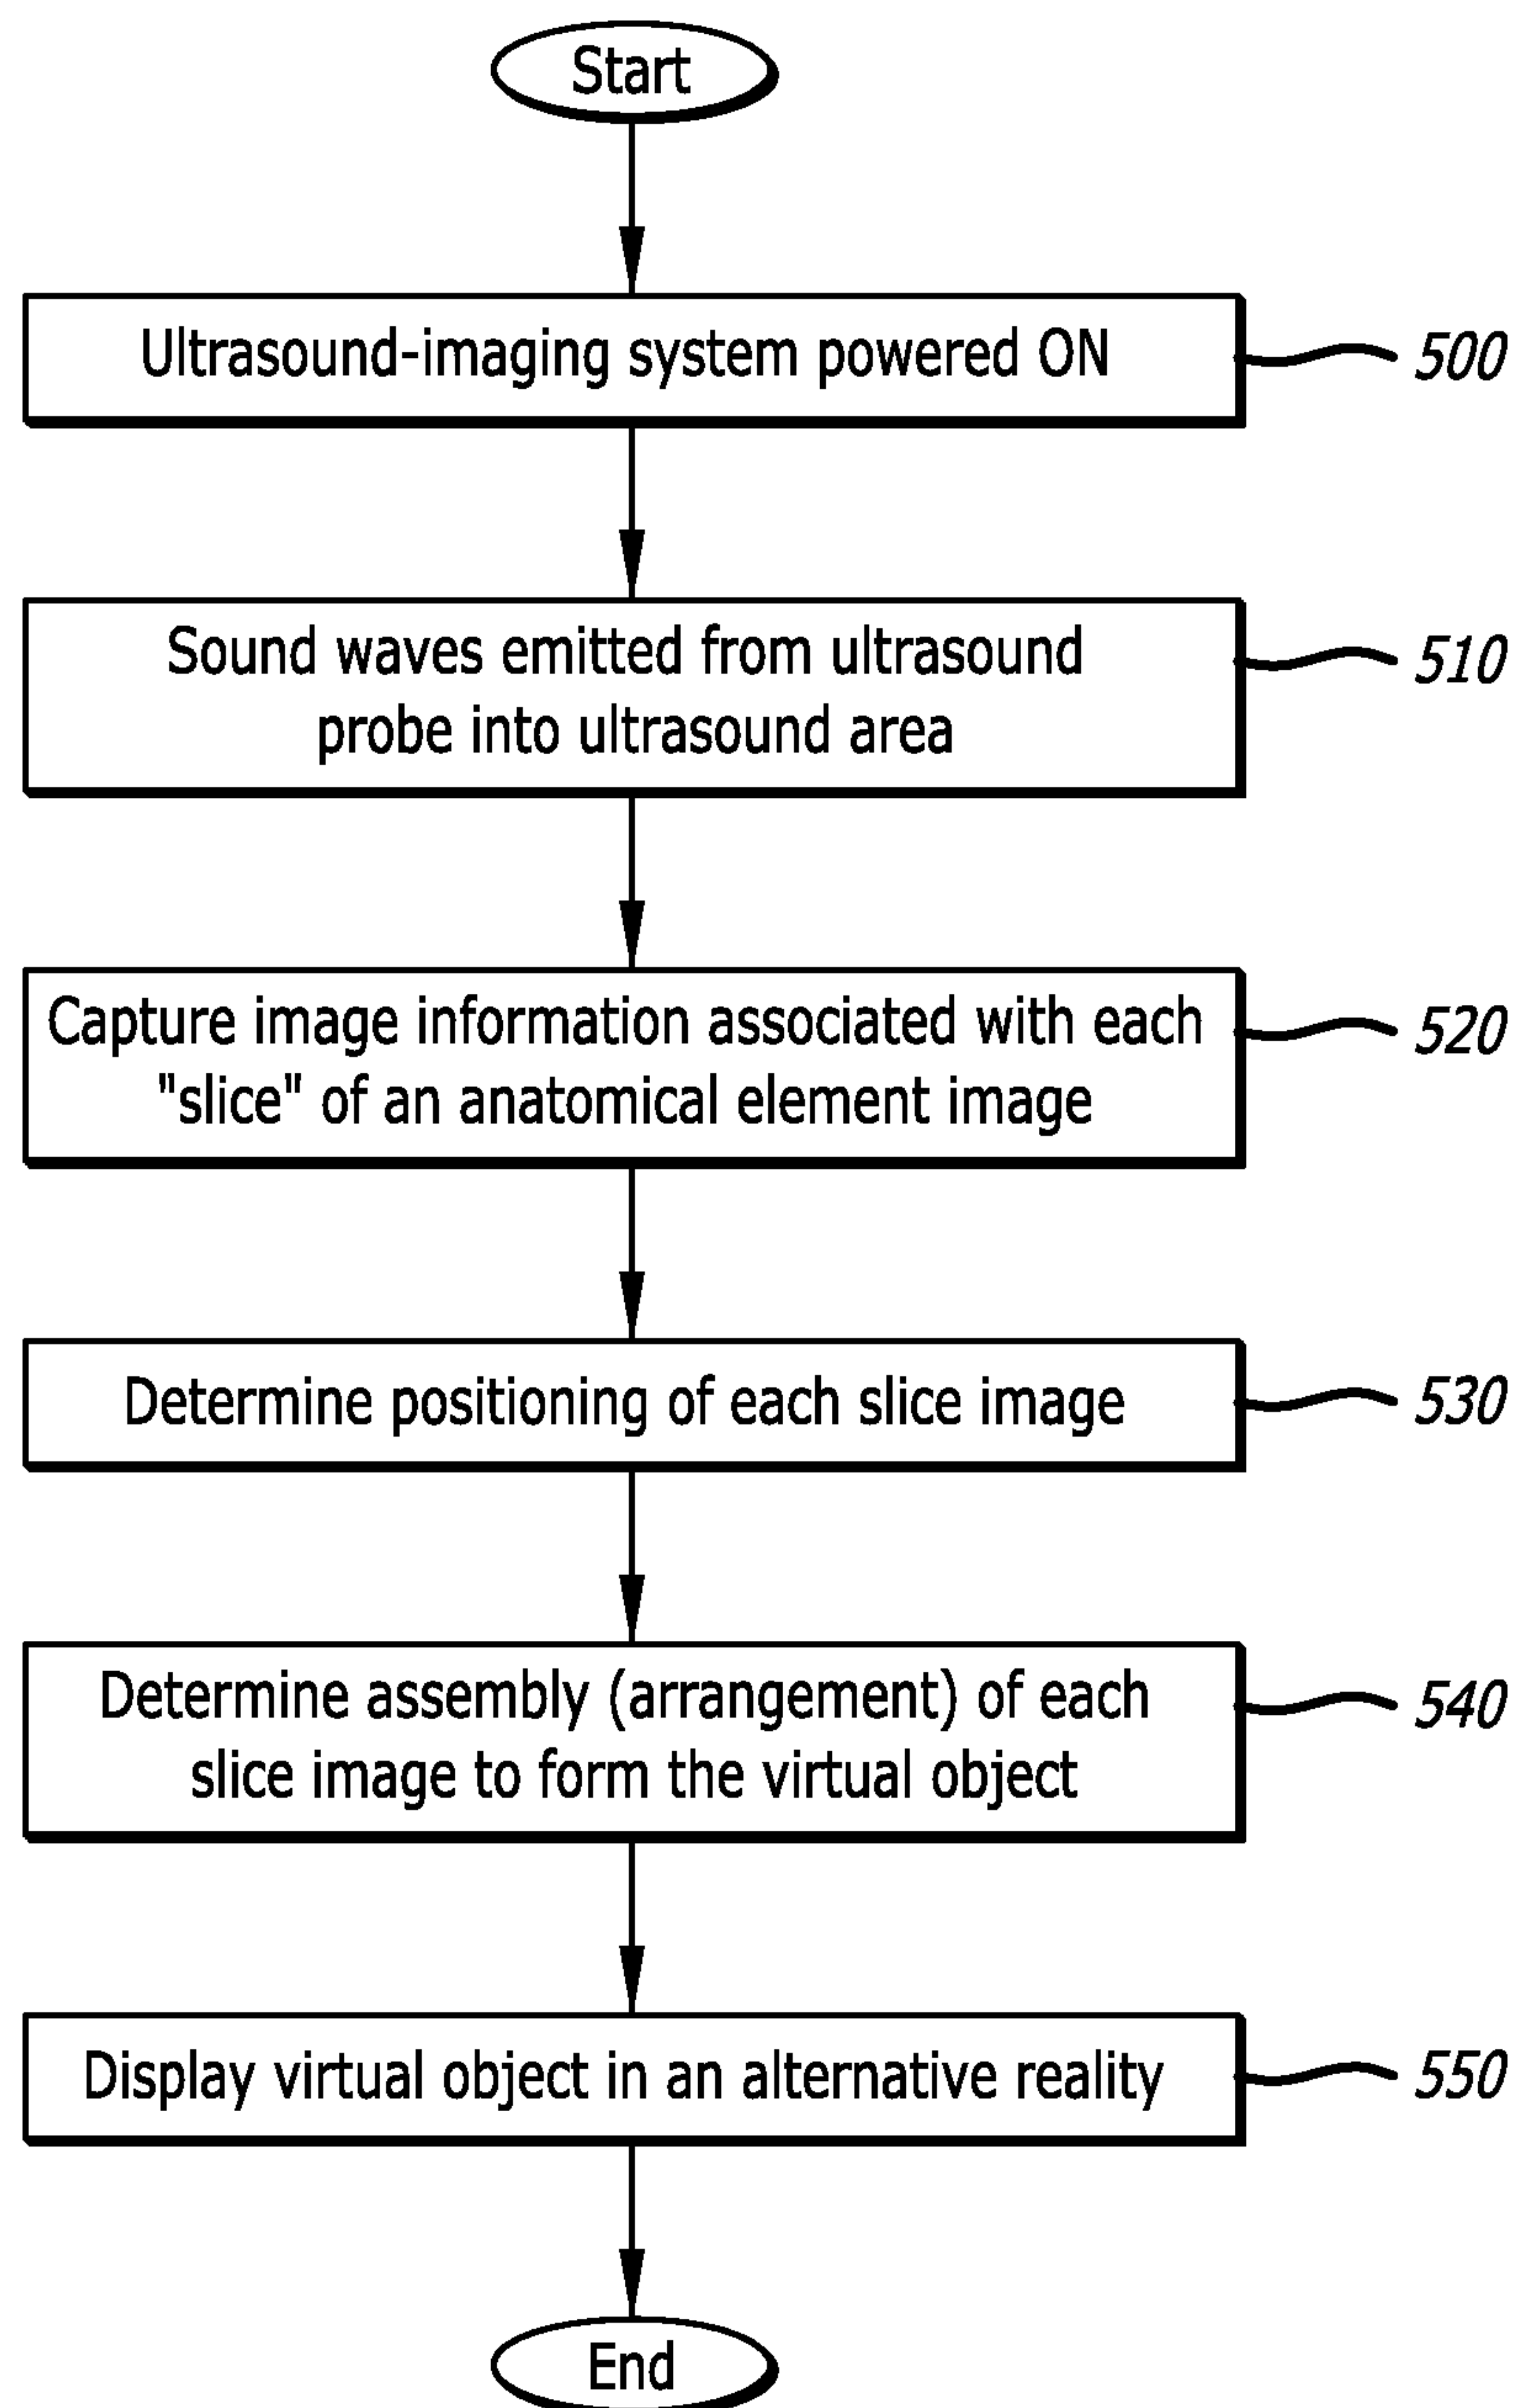 Start
Ultrasound-imaging system powered ON
500
Sound waves emitted from ultrasound
probe into ultrasound area
510
Capture image information associated with each
"slice" of an anatomical element image
520
Determine positioning of each slice image
530
Determine assembly (arrangement) of each
slice image to form the virtual object
540
Display virtual object in an alternative reality
550
End